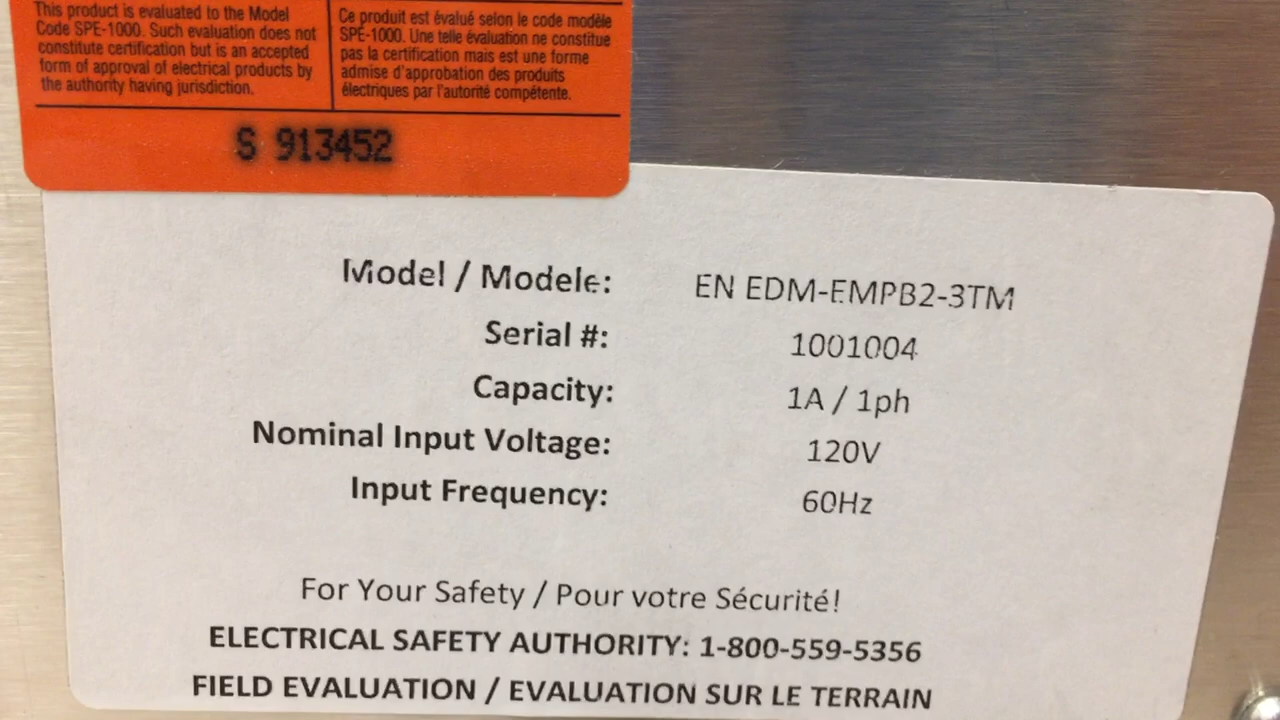 This product is evaluated to the Model
Code SPE-1000. Such evaluation does not
constitute certification but is an accepted
form of approval of electrical products by
the authority having jurisdiction.
Ce produit est évalué selon le code modèle
SPE-1000. Une telle évaluation ne constitue
pas la certification mais est une forme
admise d'approbation des produits
électriques par l'autorité compétente.
S 913452
Model / Modele: EN EDM-EMPB2-3TM
Serial #: 1001004
Capacity: 1A / 1ph
Nominal Input Voltage: 120V
Input Frequency: 60Hz
For Your Safety / Pour votre Sécurité!
ELECTRICAL SAFETY AUTHORITY: 1-800-559-5356
FIELD EVALUATION / EVALUATION SUR LE TERRAIN